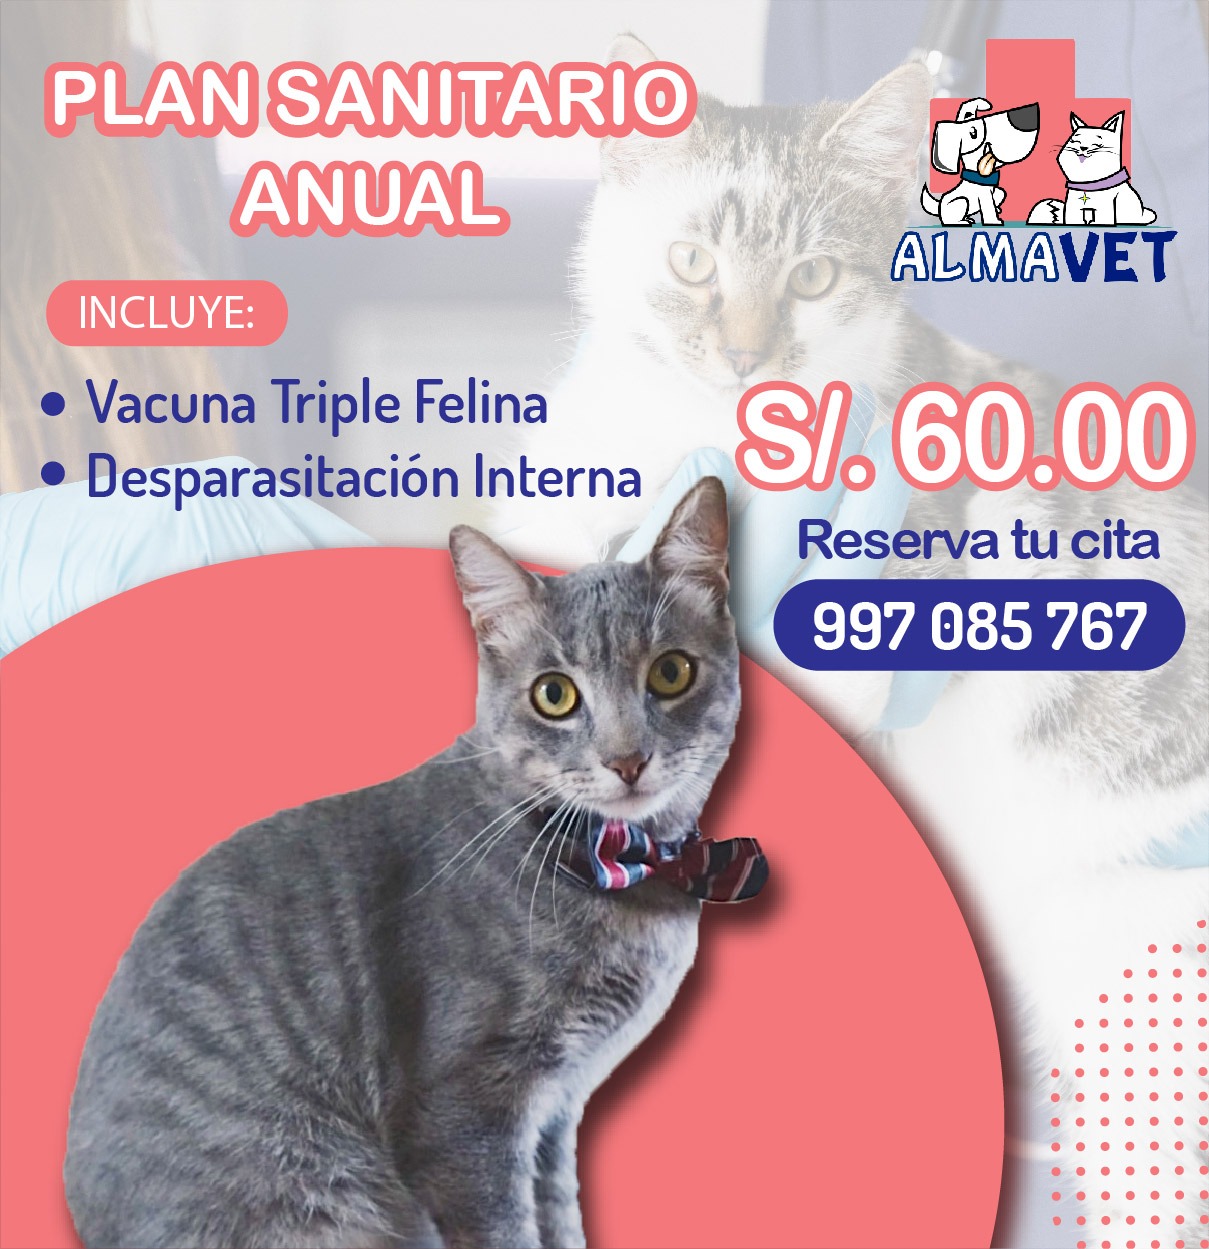 PLAN SANITARIO
ANUAL
ALMAVET
INCLUYE:
• Vacuna Triple Felina
• Desparasitación Interna
S/. 60.00
Reserva tu cita
997 085 767